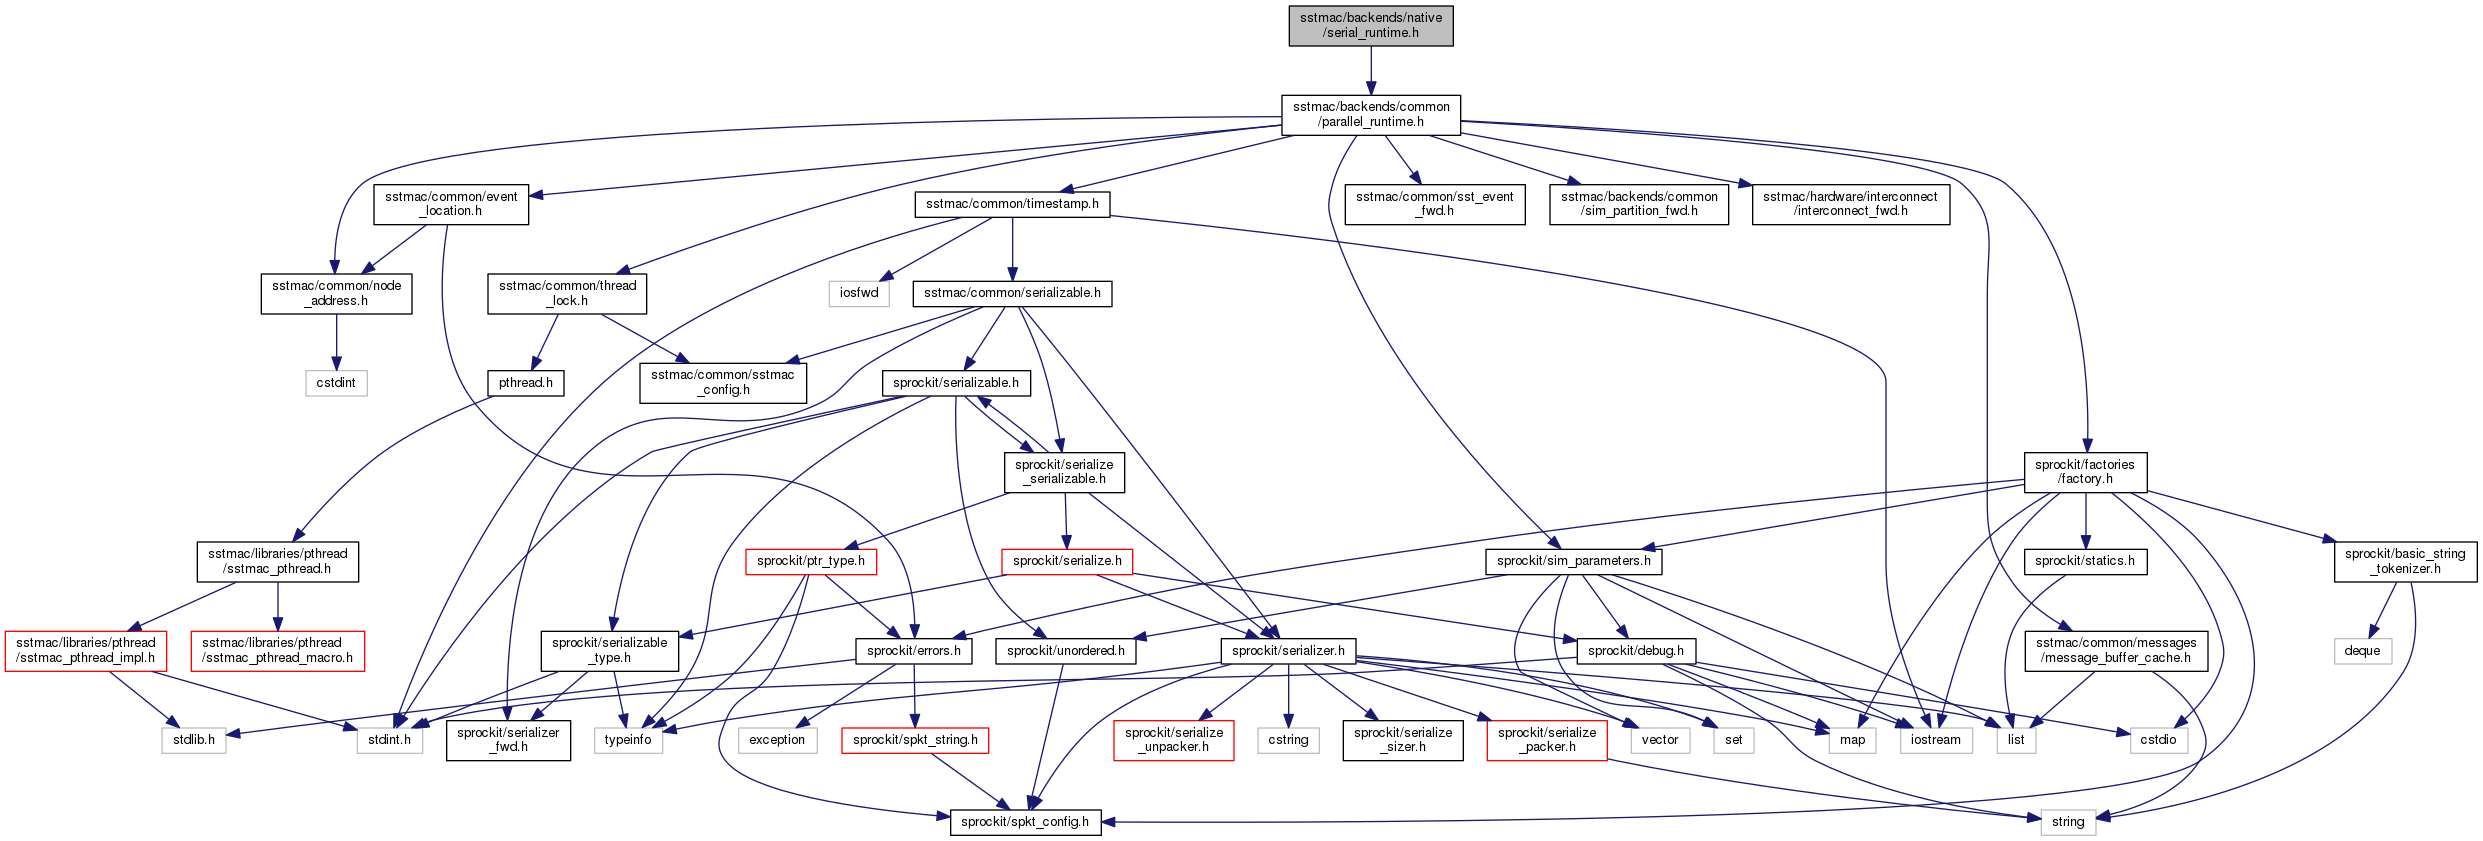 sstmac/backends/native
/serial_runtime.h
sstmac/backends/common
/parallel_runtime.h
sstmac/common/event
_location.h
sstmac/common/timestamp.h
sstmac/common/sst_event
_fwd.h
sstmac/backends/common
/sim_partition_fwd.h
sstmac/hardware/interconnect
/interconnect_fwd.h
sstmac/common/node
_address.h
sstmac/common/thread
_lock.h
iosfwd
sstmac/common/serializable.h
cstdint
pthread.h
sstmac/common/sstmac
_config.h
sprockit/serializable.h
sprockit/serialize
_serializable.h
sprockit/factories
/factory.h
sstmac/libraries/pthread
/sstmac_pthread.h
sprockit/ptr_type.h
sprockit/serialize.h
sprockit/sim_parameters.h
sprockit/statics.h
sprockit/basic_string
_tokenizer.h
sstmac/libraries/pthread
/sstmac_pthread_impl.h
sstmac/libraries/pthread
/sstmac_pthread_macro.h
sprockit/serializable
_type.h
sprockit/errors.h
sprockit/unordered.h
sprockit/serializer.h
sprockit/debug.h
sstmac/common/messages
/message_buffer_cache.h
deque
stdlib.h
stdint.h
sprockit/serializer
_fwd.h
typeinfo
exception
sprockit/spkt_string.h
sprockit/serialize
_unpacker.h
cstring
sprockit/serialize
_sizer.h
sprockit/serialize
_packer.h
vector
set
map
iostream
list
cstdio
sprockit/spkt_config.h
string